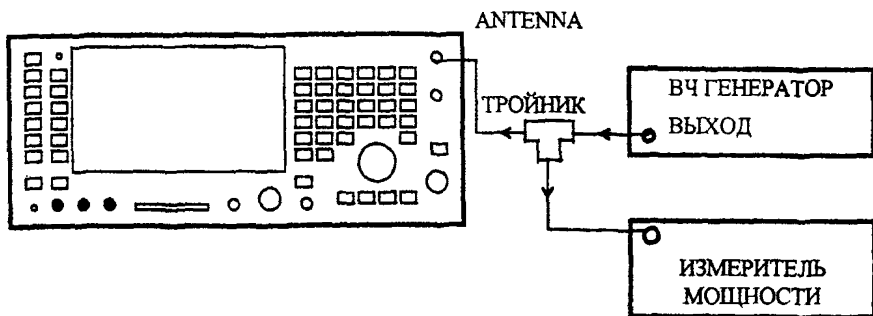 ANTENNA
ТРОЙНИК
ВЧ ГЕНЕРАТОР
ВЫХОД
ИЗМЕРИТЕЛЬ
МОЩНОСТИ